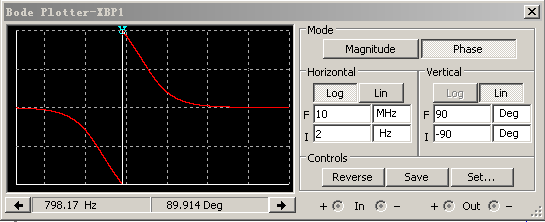 Bode Plotter-XBP1
Mode
Magnitude Phase
Horizontal Vertical
Log Lin Log Lin
F 10 MHz F 90 Deg
I 2 Hz I -90 Deg
Controls
Reverse Save Set...
798.17 Hz 89.914 Deg + In - + Out -